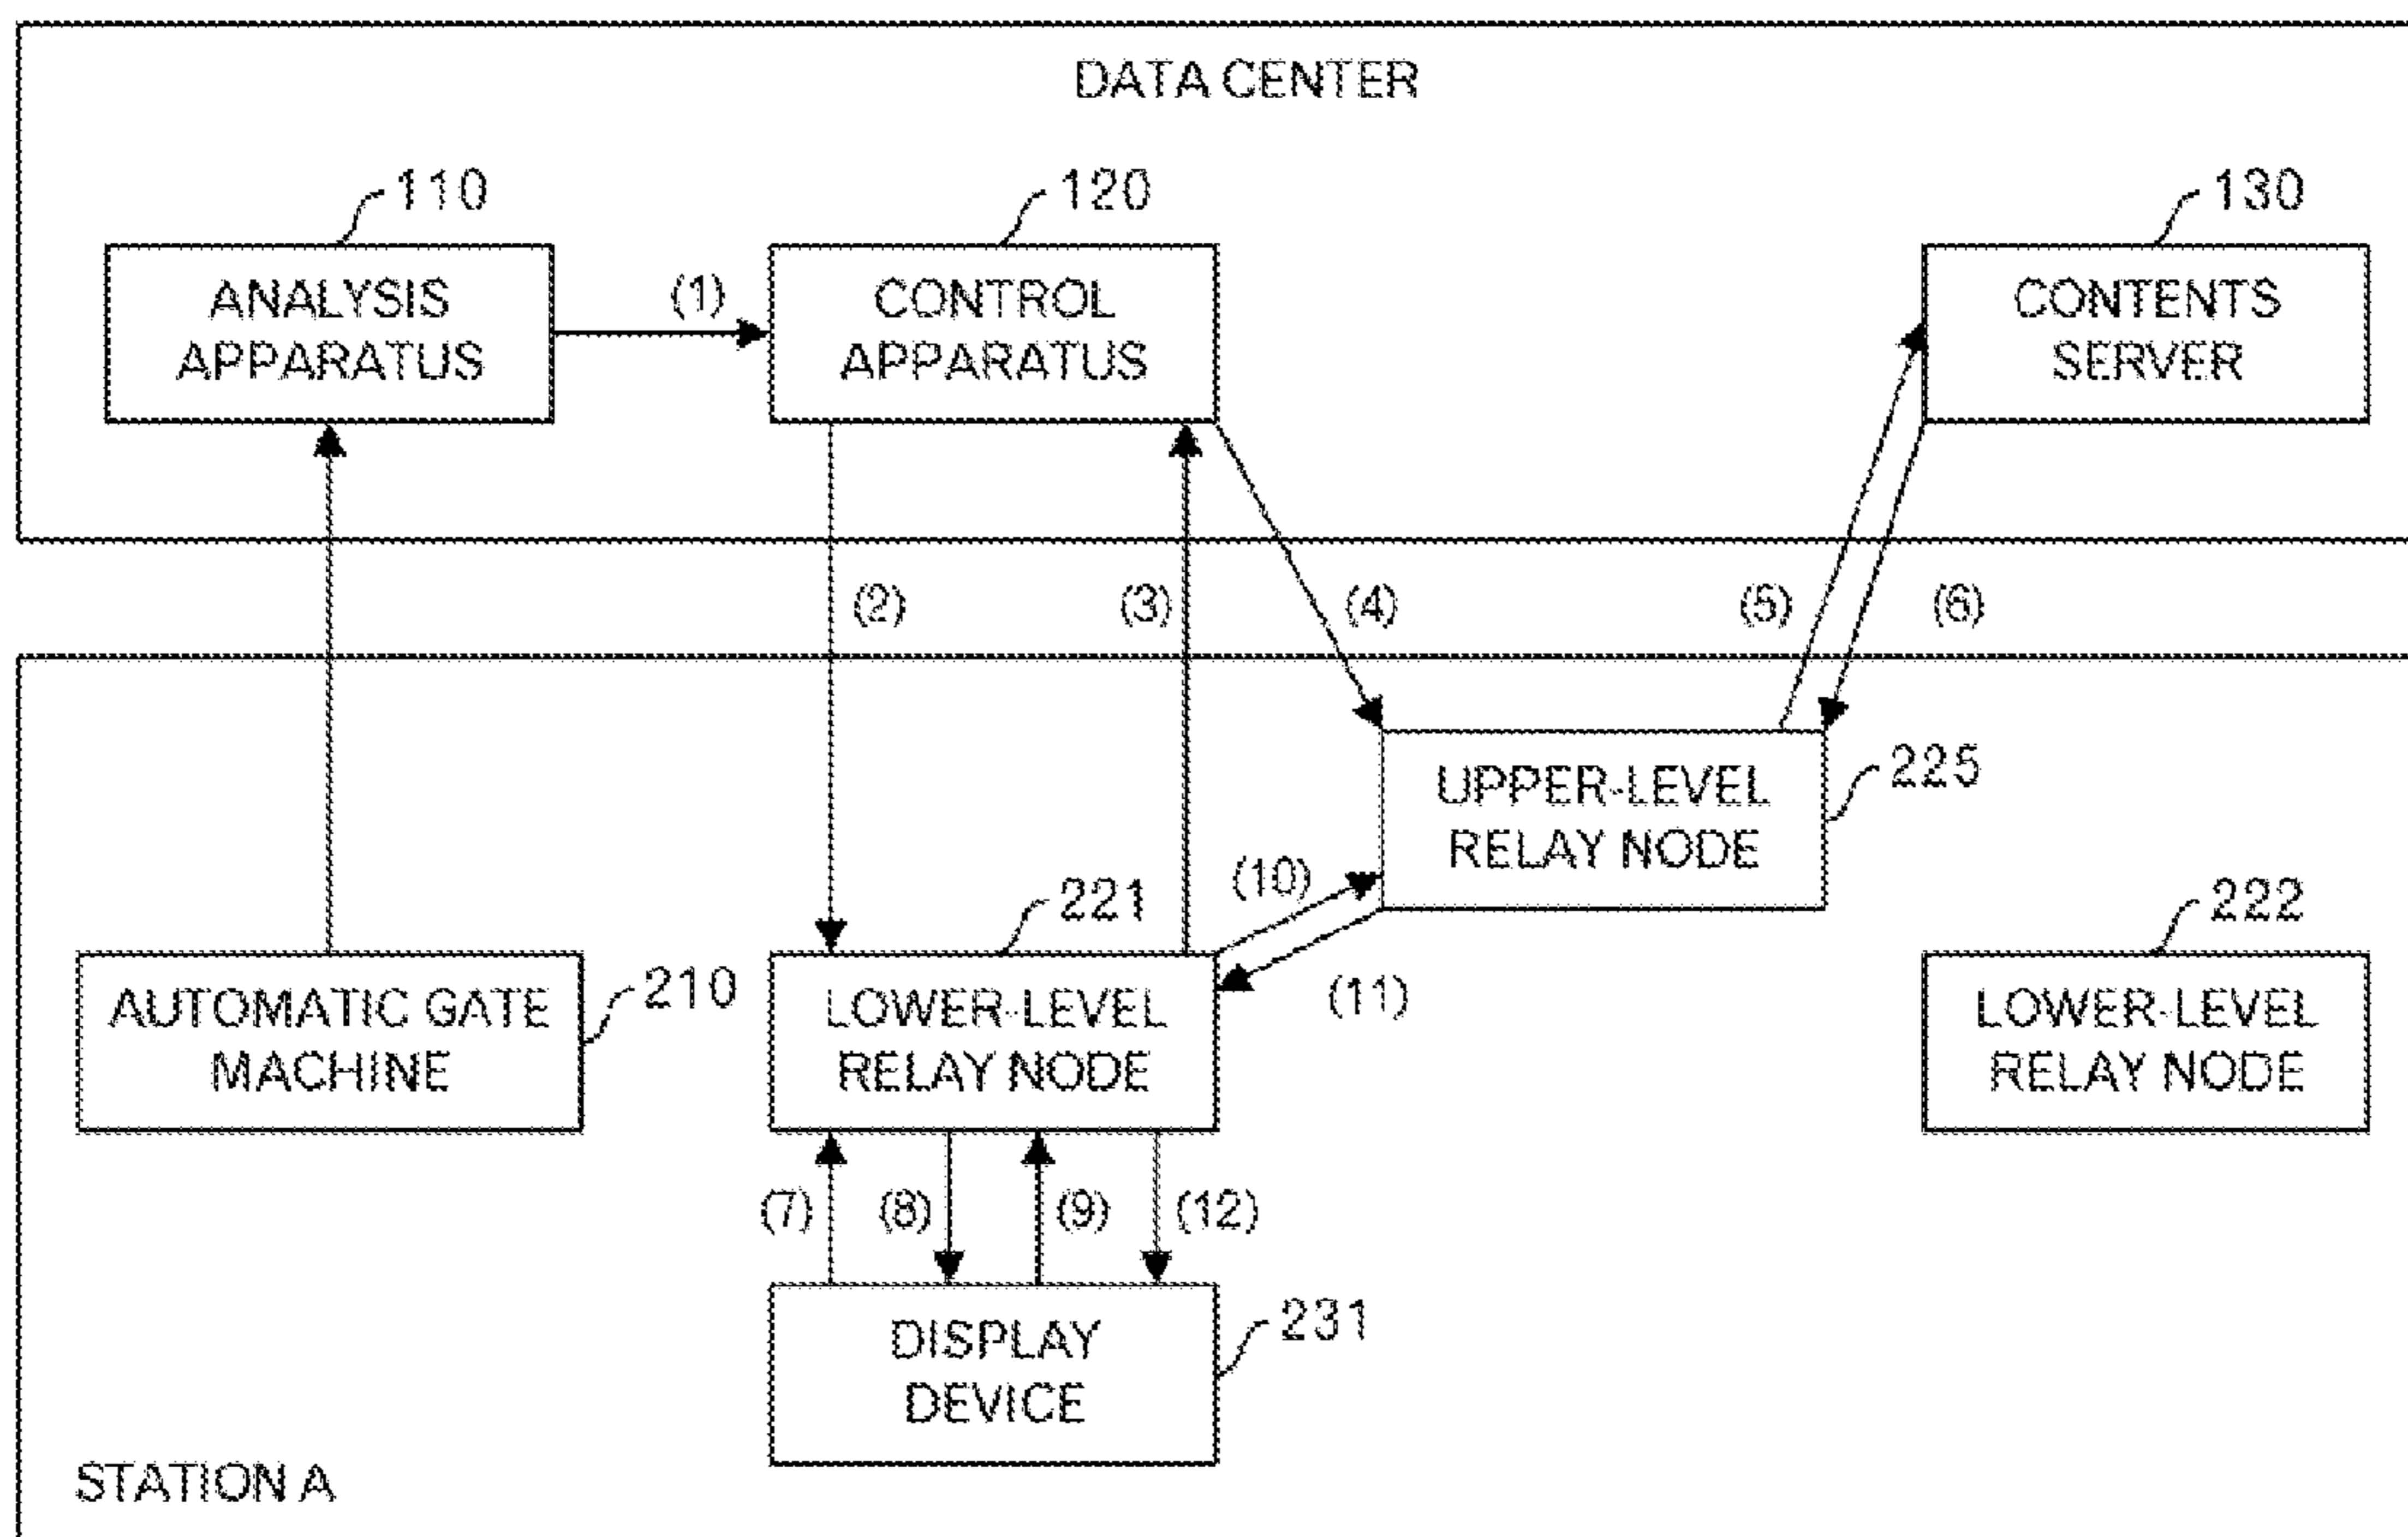 DATA CENTER
110
120
130
ANALYSIS
APPARATUS
(1)
CONTROL
APPARATUS
CONTENTS
SERVER
(2)
(3)
(4)
(5)
(6)
UPPER-LEVEL
RELAY NODE
225
(10)
(11)
221
222
AUTOMATIC GATE
MACHINE
210
LOWER-LEVEL
RELAY NODE
LOWER-LEVEL
RELAY NODE
(7)
(8)
(9)
(12)
DISPLAY
DEVICE
231
STATION A